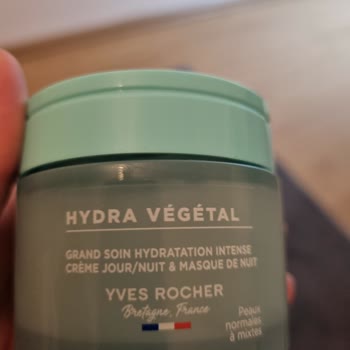 HYDRA VÉGÉTAL
GRAND SOIN HYDRATATION INTENSE
CRÈME JOUR/NUIT & MASQUE DE NUIT
YVES ROCHER
Bretagne, France
Peaux
normales
à mixtes